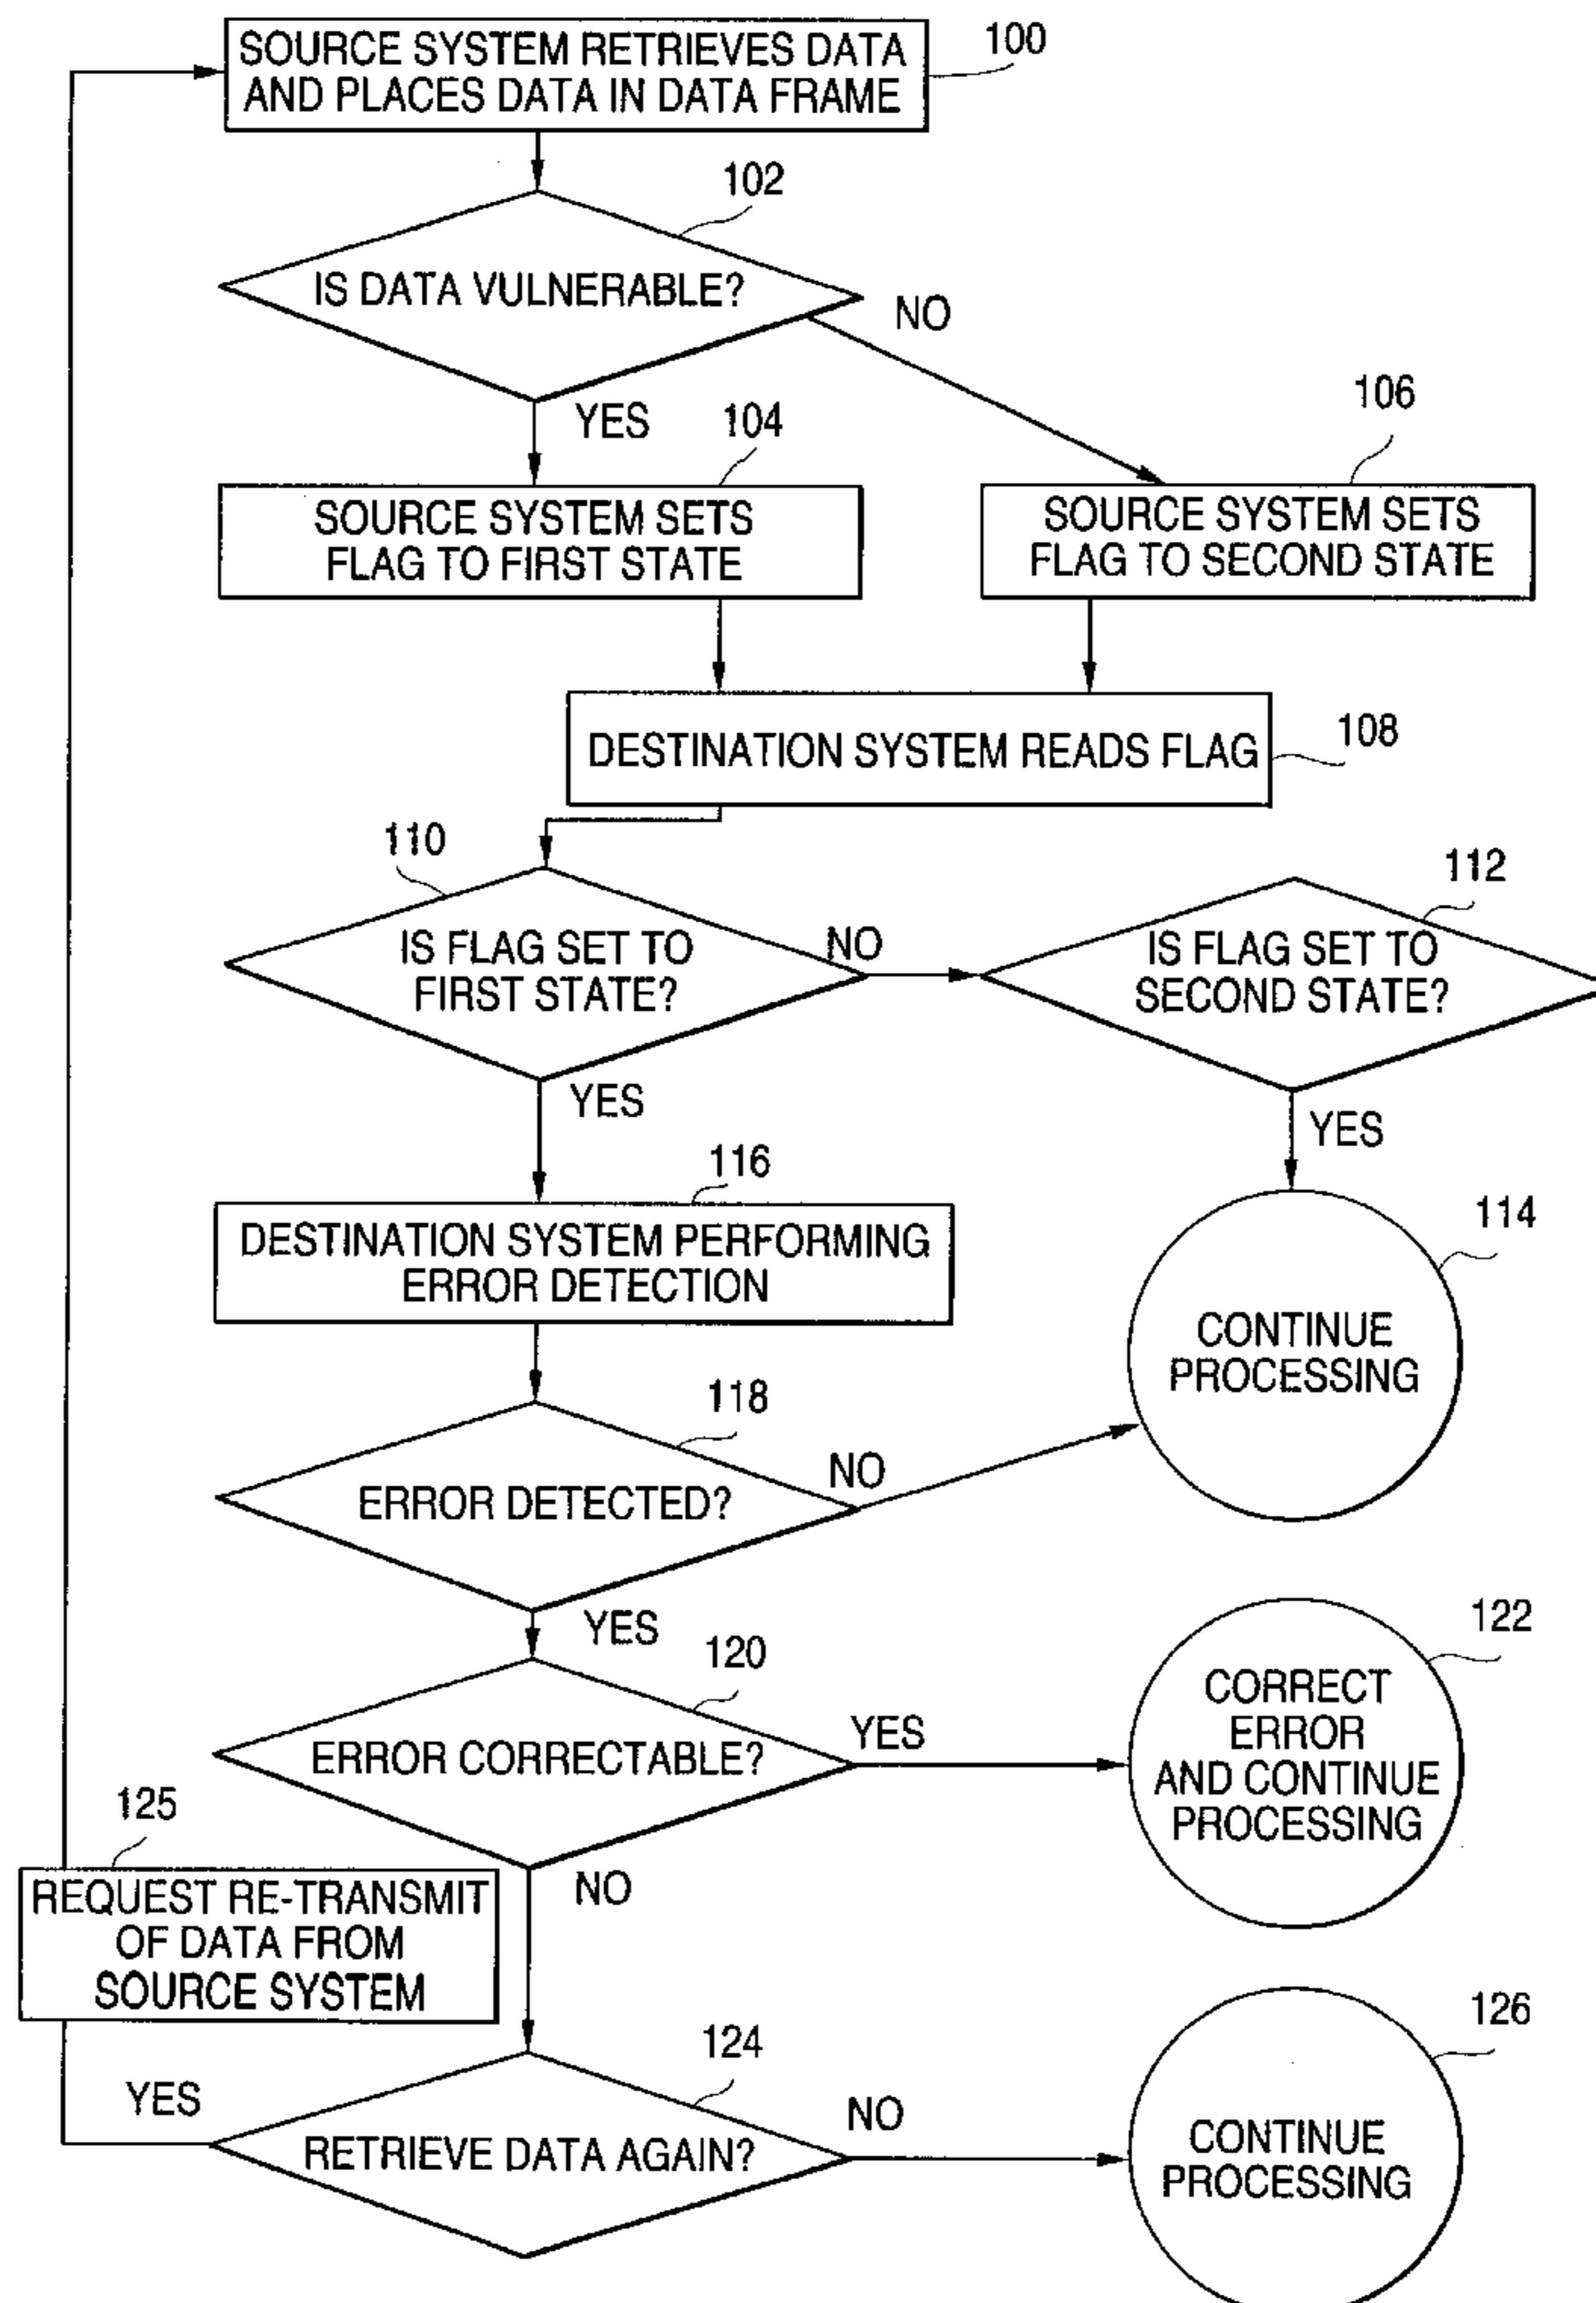 SOURCE SYSTEM RETRIEVES DATA
AND PLACES DATA IN DATA FRAME
100
102
IS DATA VULNERABLE?
NO
YES
104
106
SOURCE SYSTEM SETS
FLAG TO FIRST STATE
SOURCE SYSTEM SETS
FLAG TO SECOND STATE
DESTINATION SYSTEM READS FLAG
108
110
112
IS FLAG SET TO
FIRST STATE?
NO
IS FLAG SET TO
SECOND STATE?
YES
YES
116
DESTINATION SYSTEM PERFORMING
ERROR DETECTION
114
CONTINUE
PROCESSING
118
ERROR DETECTED?
NO
YES
120
ERROR CORRECTABLE?
YES
122
CORRECT
ERROR
AND CONTINUE
PROCESSING
125
NO
REQUEST RE-TRANSMIT
OF DATA FROM
SOURCE SYSTEM
124
YES
RETRIEVE DATA AGAIN?
NO
126
CONTINUE
PROCESSING